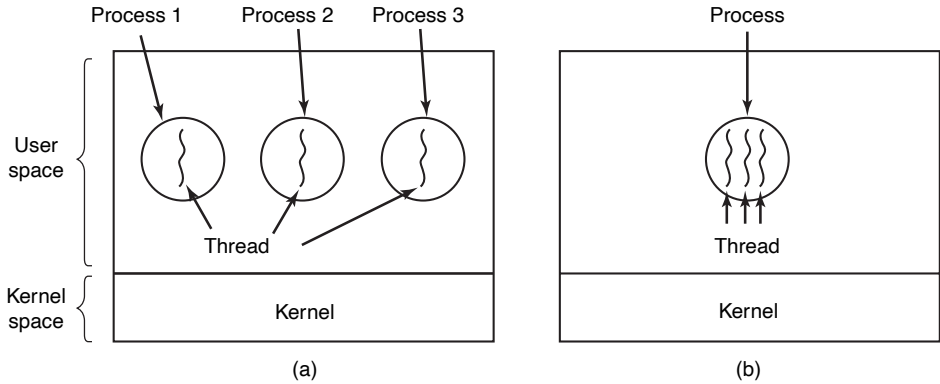 Process 1
Process 2
Process 3
Process
User
space
Thread
Thread
Kernel
space
Kernel
Kernel
(a)
(b)